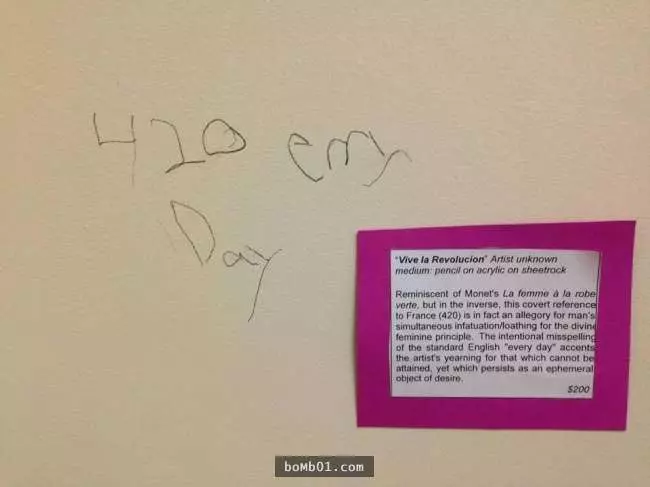 420 erry
Day
"Vive la Revolucion" Artist unknown
medium: pencil on acrylic on sheetrock
Reminiscent of Monet's La femme à la robe
verte, but in the inverse, this covert reference
to France (420) is in fact an allegory for man's
simultaneous infatuation/loathing for the divine
feminine principle. The intentional misspelling
of the standard English "every day" accents
the artist's yearning for that which cannot be
attained, yet which persists as an ephemeral
object of desire.
$200
boMb01.com